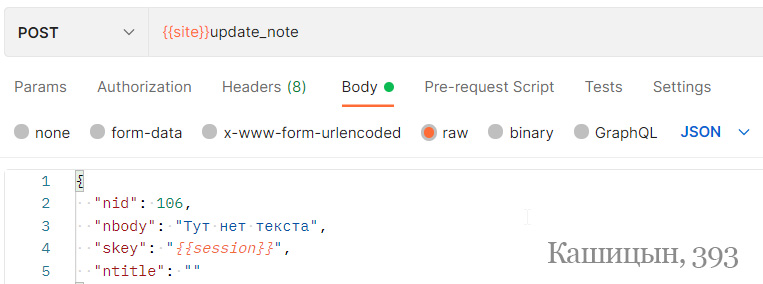 POST {{site}}update_note
Params Authorization Headers (8) Body Pre-request Script Tests Settings
none form-data x-www-form-urlencoded raw binary GraphQL JSON
1 {
2 "nid": 106,
3 "nbody": "Тут нет текста",
4 "skey": "{{session}}",
5 "ntitle": ""
Кашицын, 393